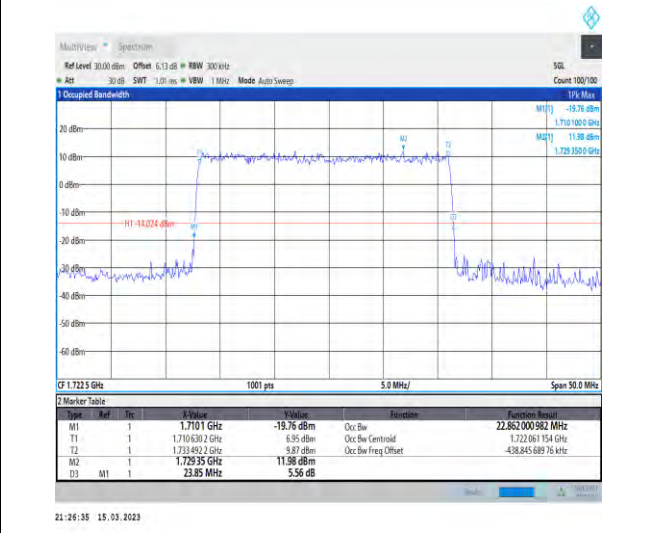 MultiView Spectrum
Ref Level 30.00 dBm Offset 6.13 dB RBW 300 kHz SGL
Att 30 dB SWT 1.01 ms VBW 1 MHz Mode Auto Sweep Count 100/100
1 Occupied Bandwidth 1Pk Max
M1[1] -19.76 dBm
1.710 100 0 GHz
M2[1] 11.98 dBm
1.729 350 0 GHz
20 dBm
M2
T2
10 dBm
0 dBm
-10 dBm
H1 -14.024 dBm
D3
M1
-20 dBm
-30 dBm
-40 dBm
-50 dBm
-60 dBm
CF 1.722 5 GHz 1001 pts 5.0 MHz/ Span 50.0 MHz
2 Marker Table
Type Ref Trc X-Value Y-Value Function Function Result
M1 1 1.7101 GHz -19.76 dBm Occ Bw 22.862 000 982 MHz
T1 1 1.710 630 2 GHz 6.95 dBm Occ Bw Centroid 1.722 061 154 GHz
T2 1 1.733 492 2 GHz 9.87 dBm Occ Bw Freq Offset -438.845 689 76 kHz
M2 1 1.729 35 GHz 11.98 dBm
D3 M1 1 23.85 MHz 5.56 dB
21:26:35 15.03.2023